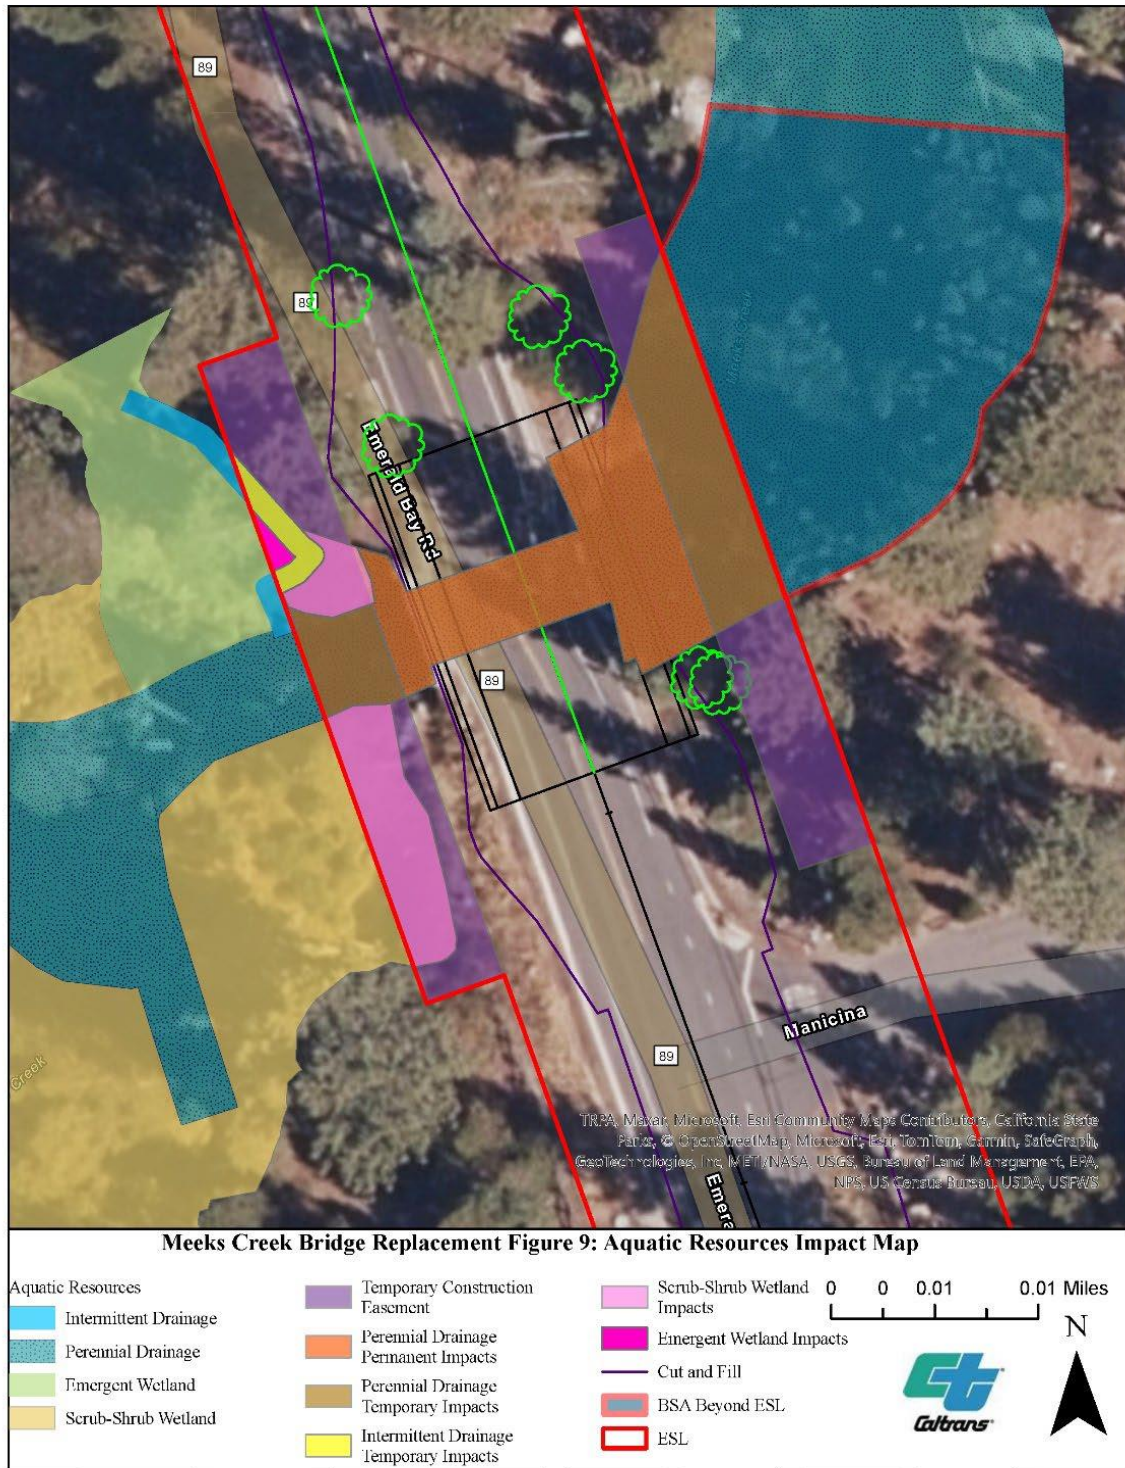 89
89
Emerald Bay Rd
89
Manicina
89
Creek
TRPA, Maxar, Microsoft, Esri Community Maps Contributors, California State
Parks, © OpenStreetMap, Microsoft, Esri, TomTom, Garmin, SafeGraph,
GeoTechnologies, Inc, METI/NASA, USGS, Bureau of Land Management, EPA,
NPS, US Census Bureau, USDA, USFWS
Emera
Meeks Creek Bridge Replacement Figure 9: Aquatic Resources Impact Map
Aquatic Resources
Intermittent Drainage
Perennial Drainage
Emergent Wetland
Scrub-Shrub Wetland
Temporary Construction
Easement
Perennial Drainage
Permanent Impacts
Perennial Drainage
Temporary Impacts
Intermittent Drainage
Temporary Impacts
Scrub-Shrub Wetland
Impacts
Emergent Wetland Impacts
Cut and Fill
BSA Beyond ESL
ESL
0 0 0.01 0.01 Miles
N
Caltrans